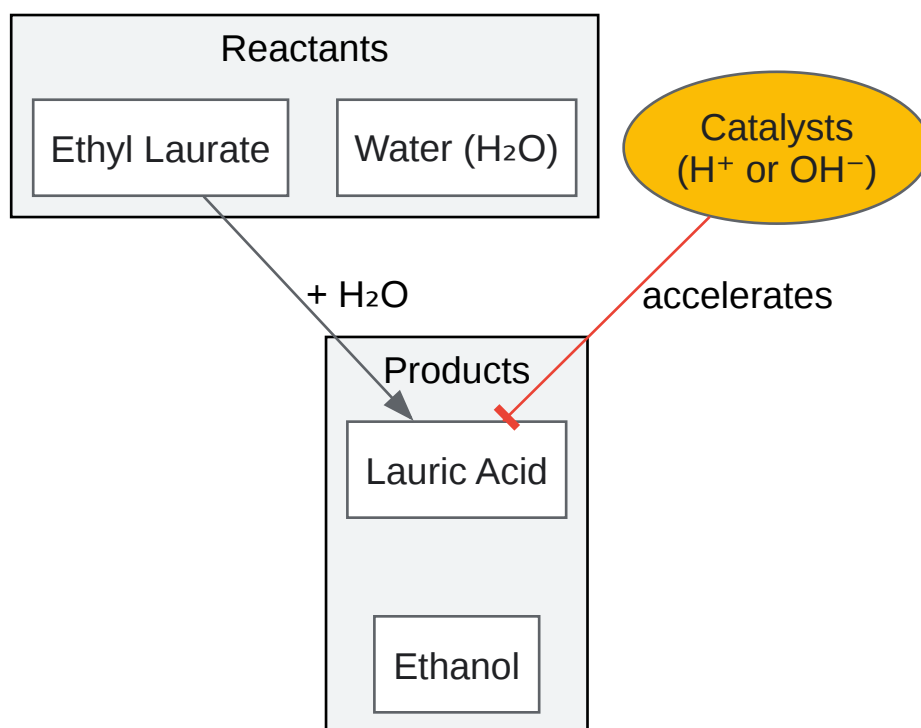 Reactants
Ethyl Laurate
Water (H₂O)
Catalysts
(H⁺ or OH⁻)
+ H₂O
accelerates
Products
Lauric Acid
Ethanol